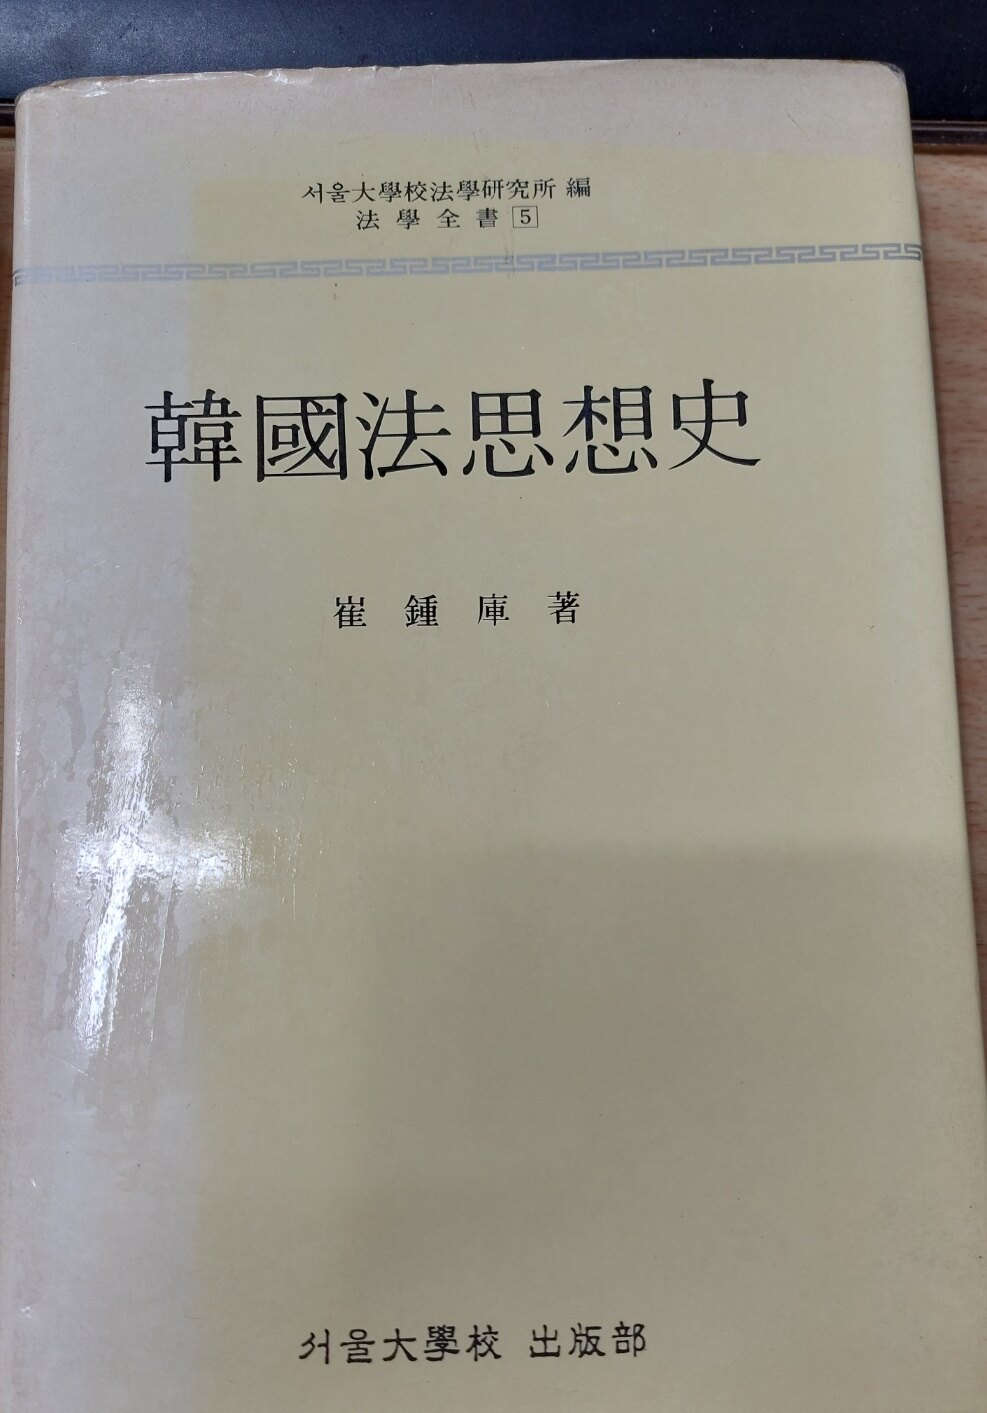 서울大學校法學硏究所 編
法學全書 5
韓國法思想史
崔鍾庫 著
서울大學校 出版部